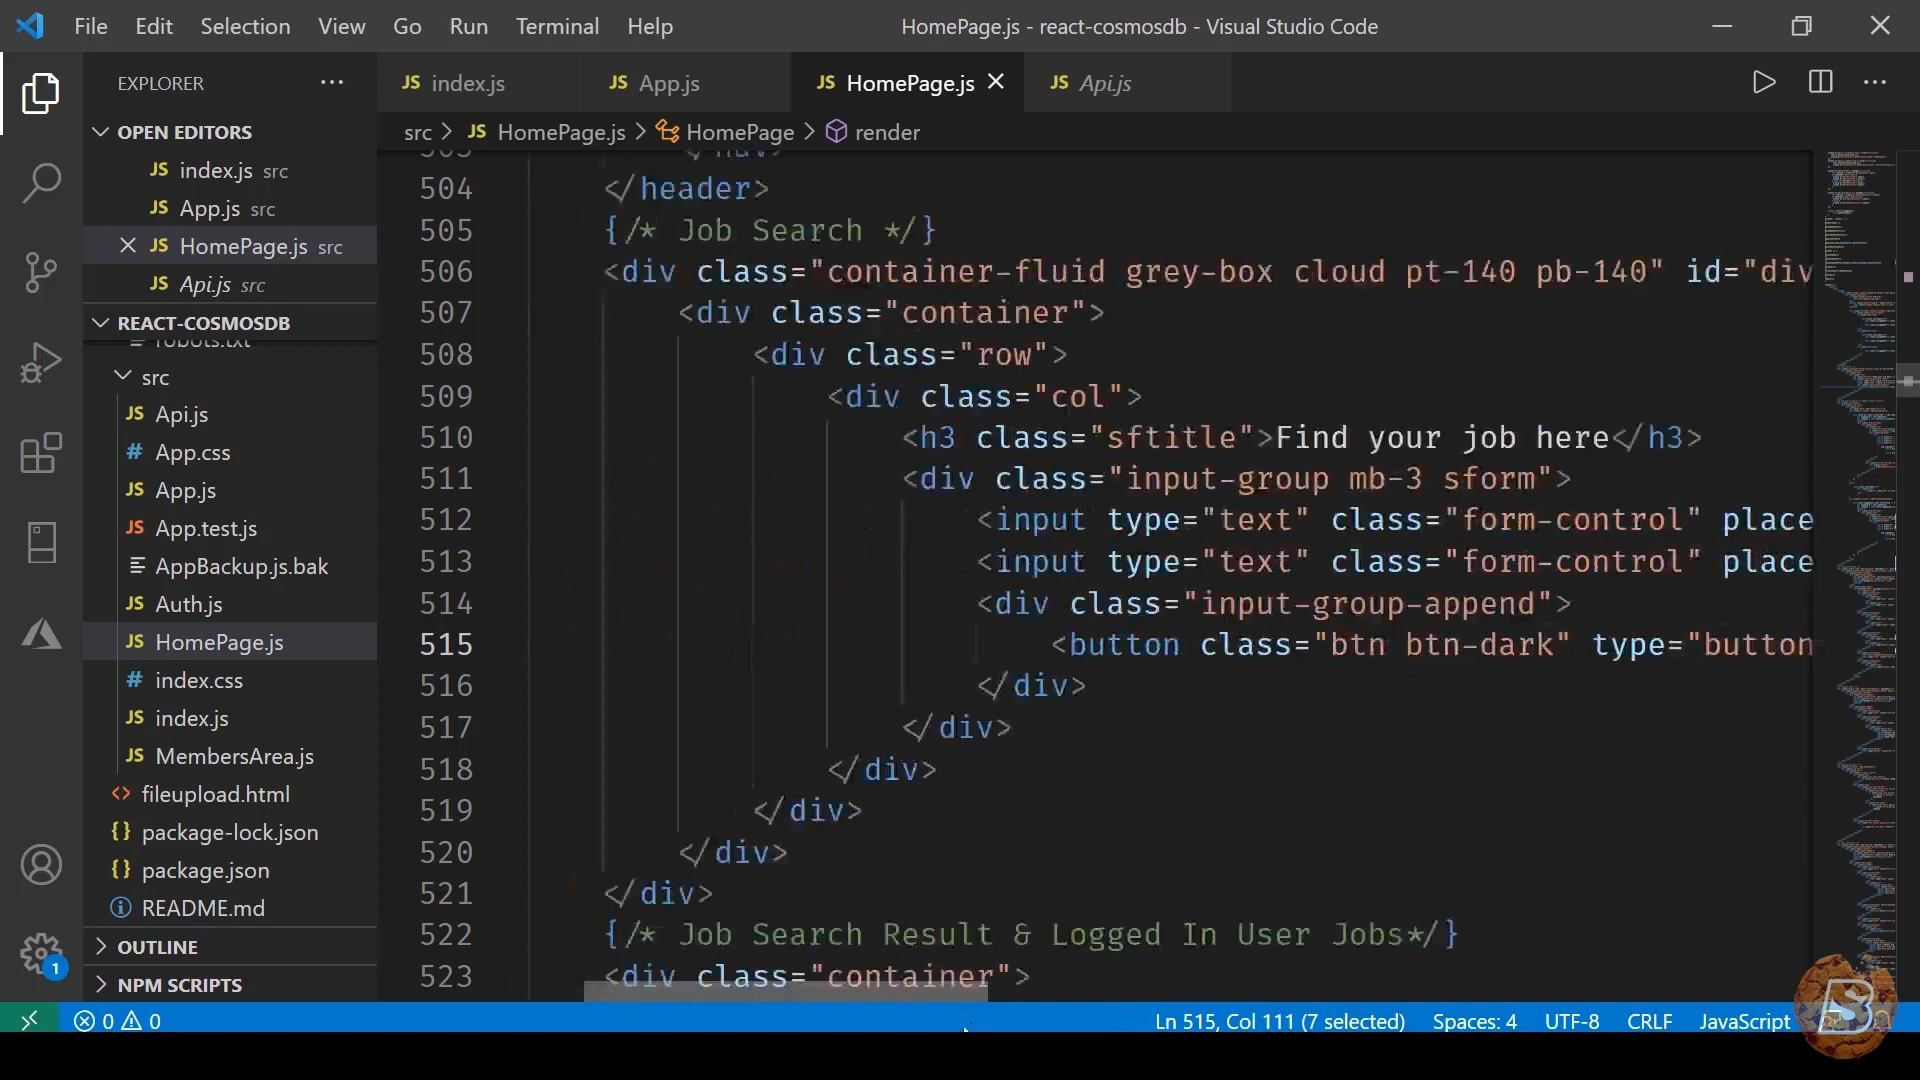 File Edit Selection View Go Run Terminal Help HomePage.js - react-cosmosdb - Visual Studio Code
EXPLORER
JS index.js JS App.js JS HomePage.js JS Api.js
src > JS HomePage.js > HomePage > render
OPEN EDITORS
JS index.js src
JS App.js src
JS HomePage.js src
JS Api.js src
REACT-COSMOSDB
robots.txt
src
JS Api.js
# App.css
JS App.js
JS App.test.js
AppBackup.js.bak
JS Auth.js
JS HomePage.js
# index.css
JS index.js
JS MembersArea.js
<> fileupload.html
{} package-lock.json
{} package.json
README.md
OUTLINE
NPM SCRIPTS
1
503 </nav>
504 </header>
505 {/* Job Search */}
506 <div class="container-fluid grey-box cloud pt-140 pb-140" id="div
507 <div class="container">
508 <div class="row">
509 <div class="col">
510 <h3 class="sftitle">Find your job here</h3>
511 <div class="input-group mb-3 sform">
512 <input type="text" class="form-control" place
513 <input type="text" class="form-control" place
514 <div class="input-group-append">
515 <button class="btn btn-dark" type="button
516 </div>
517 </div>
518 </div>
519 </div>
520 </div>
521 </div>
522 {/* Job Search Result & Logged In User Jobs*/}
523 <div class="container">
0 0 Ln 515, Col 111 (7 selected) Spaces: 4 UTF-8 CRLF JavaScript